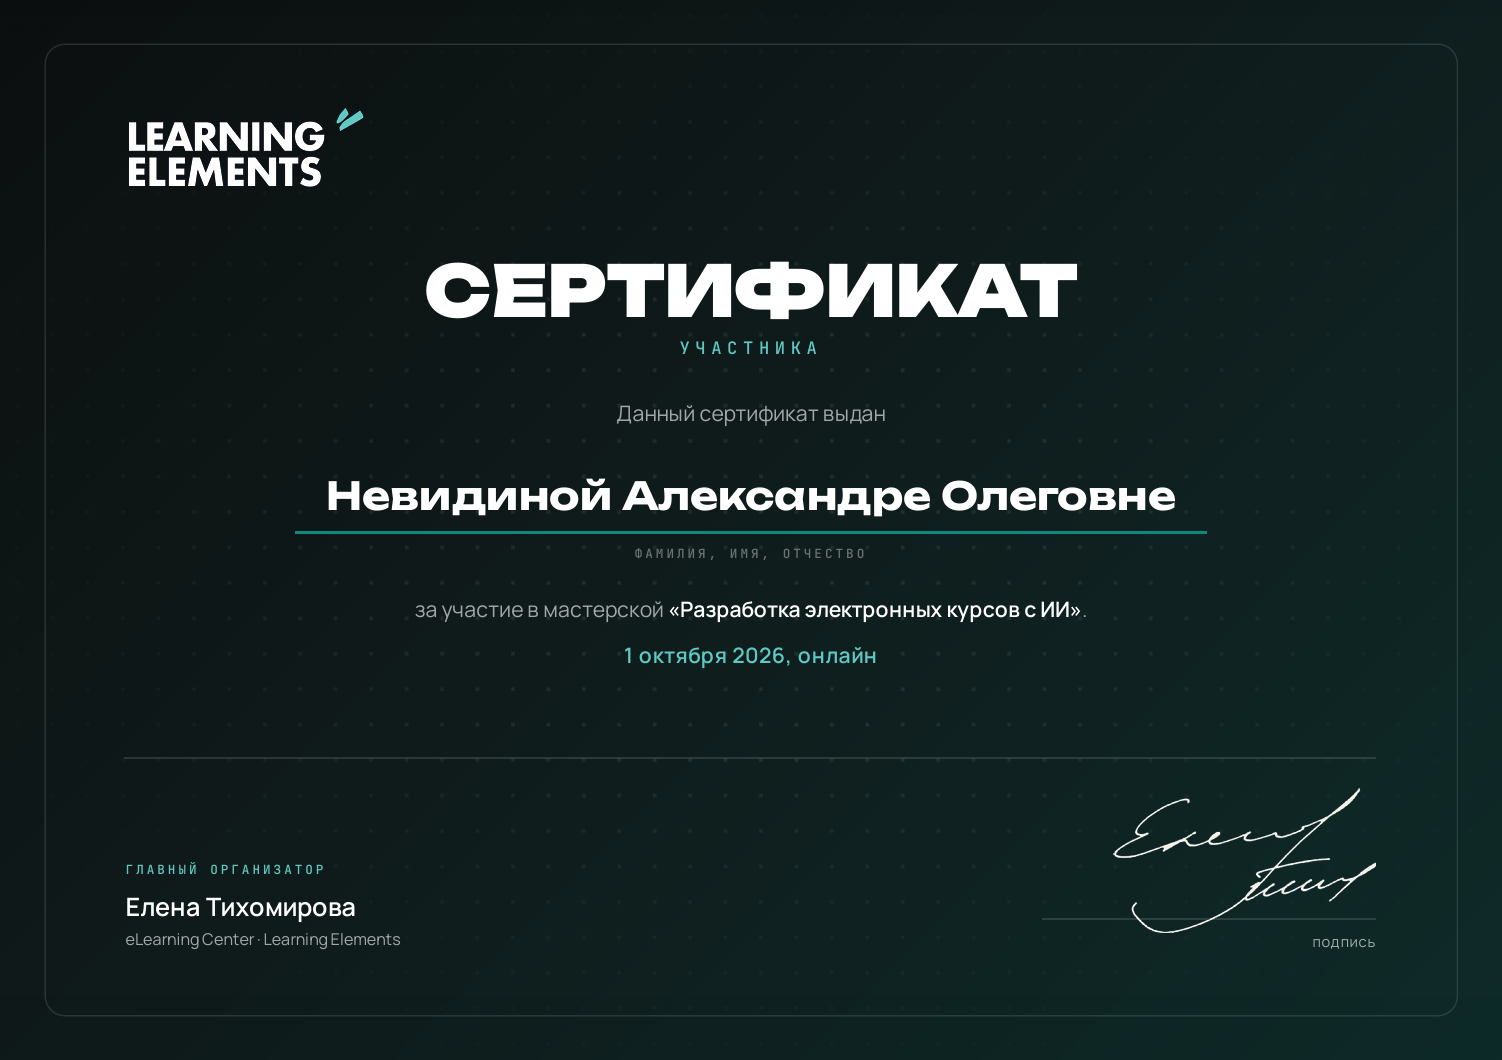 LEARNING
ELEMENTS
СЕРТИФИКАТ
УЧАСТНИКА
Данный сертификат выдан
Невидиной Александре Олеговне
ФАМИЛИЯ, ИМЯ, ОТЧЕСТВО
за участие в мастерской «Разработка электронных курсов с ИИ».
1 октября 2026, онлайн
ГЛАВНЫЙ ОРГАНИЗАТОР
Елена Тихомирова
eLearning Center · Learning Elements
подпись